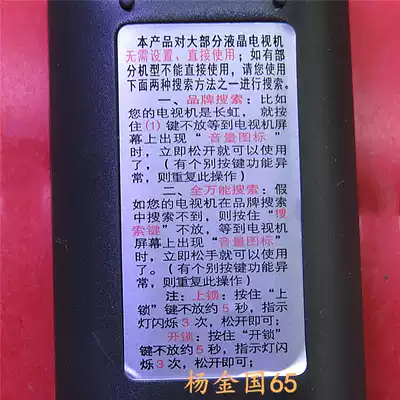 本产品对大部分液晶电视机
无需设置、直接使用；如有部
分机型不能直接使用，请您使用
下面两种搜索方法之一进行搜索。
一、品牌搜索：比如
您的电视机是长虹，就按
住(1)键不放等到电视机屏
幕上出现“音量图标”
时，立即松开就可以使用
了。（有个别按键功能异
常，则重复此操作）
二、全万能搜索：假
如您的电视机在品牌搜索
中搜索不到，则按住“搜
索键”不放，等到电视机
屏幕上出现“音量图标”
时，立即松手就可以使用
了。（有个别按键功能异
常，则重复此操作）
注：上锁：按住“上
锁”键不放约5秒，指示
灯闪烁3次，松开即可；
开锁：按住“开锁”
键不放约5秒，指示灯闪
烁3次，松开即可。
杨金国65